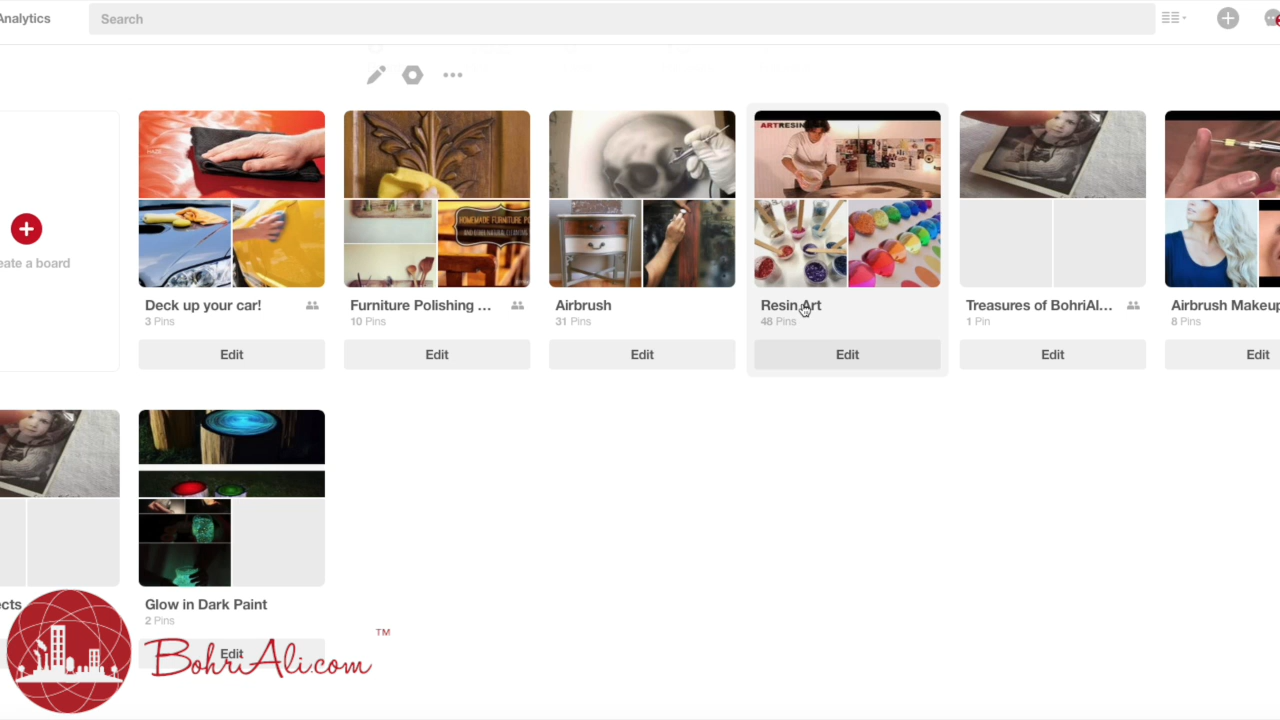 Analytics
Search
ARTRESIN
HOMEMADE FURNITURE PO
eate a board
Deck up your car!
3 Pins
Edit
Furniture Polishing ...
10 Pins
Edit
Airbrush
31 Pins
Edit
Resin Art
48 Pins
Edit
Treasures of BohriAl...
1 Pin
Edit
Airbrush Makeup
8 Pins
Edit
ects
Glow in Dark Paint
2 Pins
Edit
BohriAli.com
TM